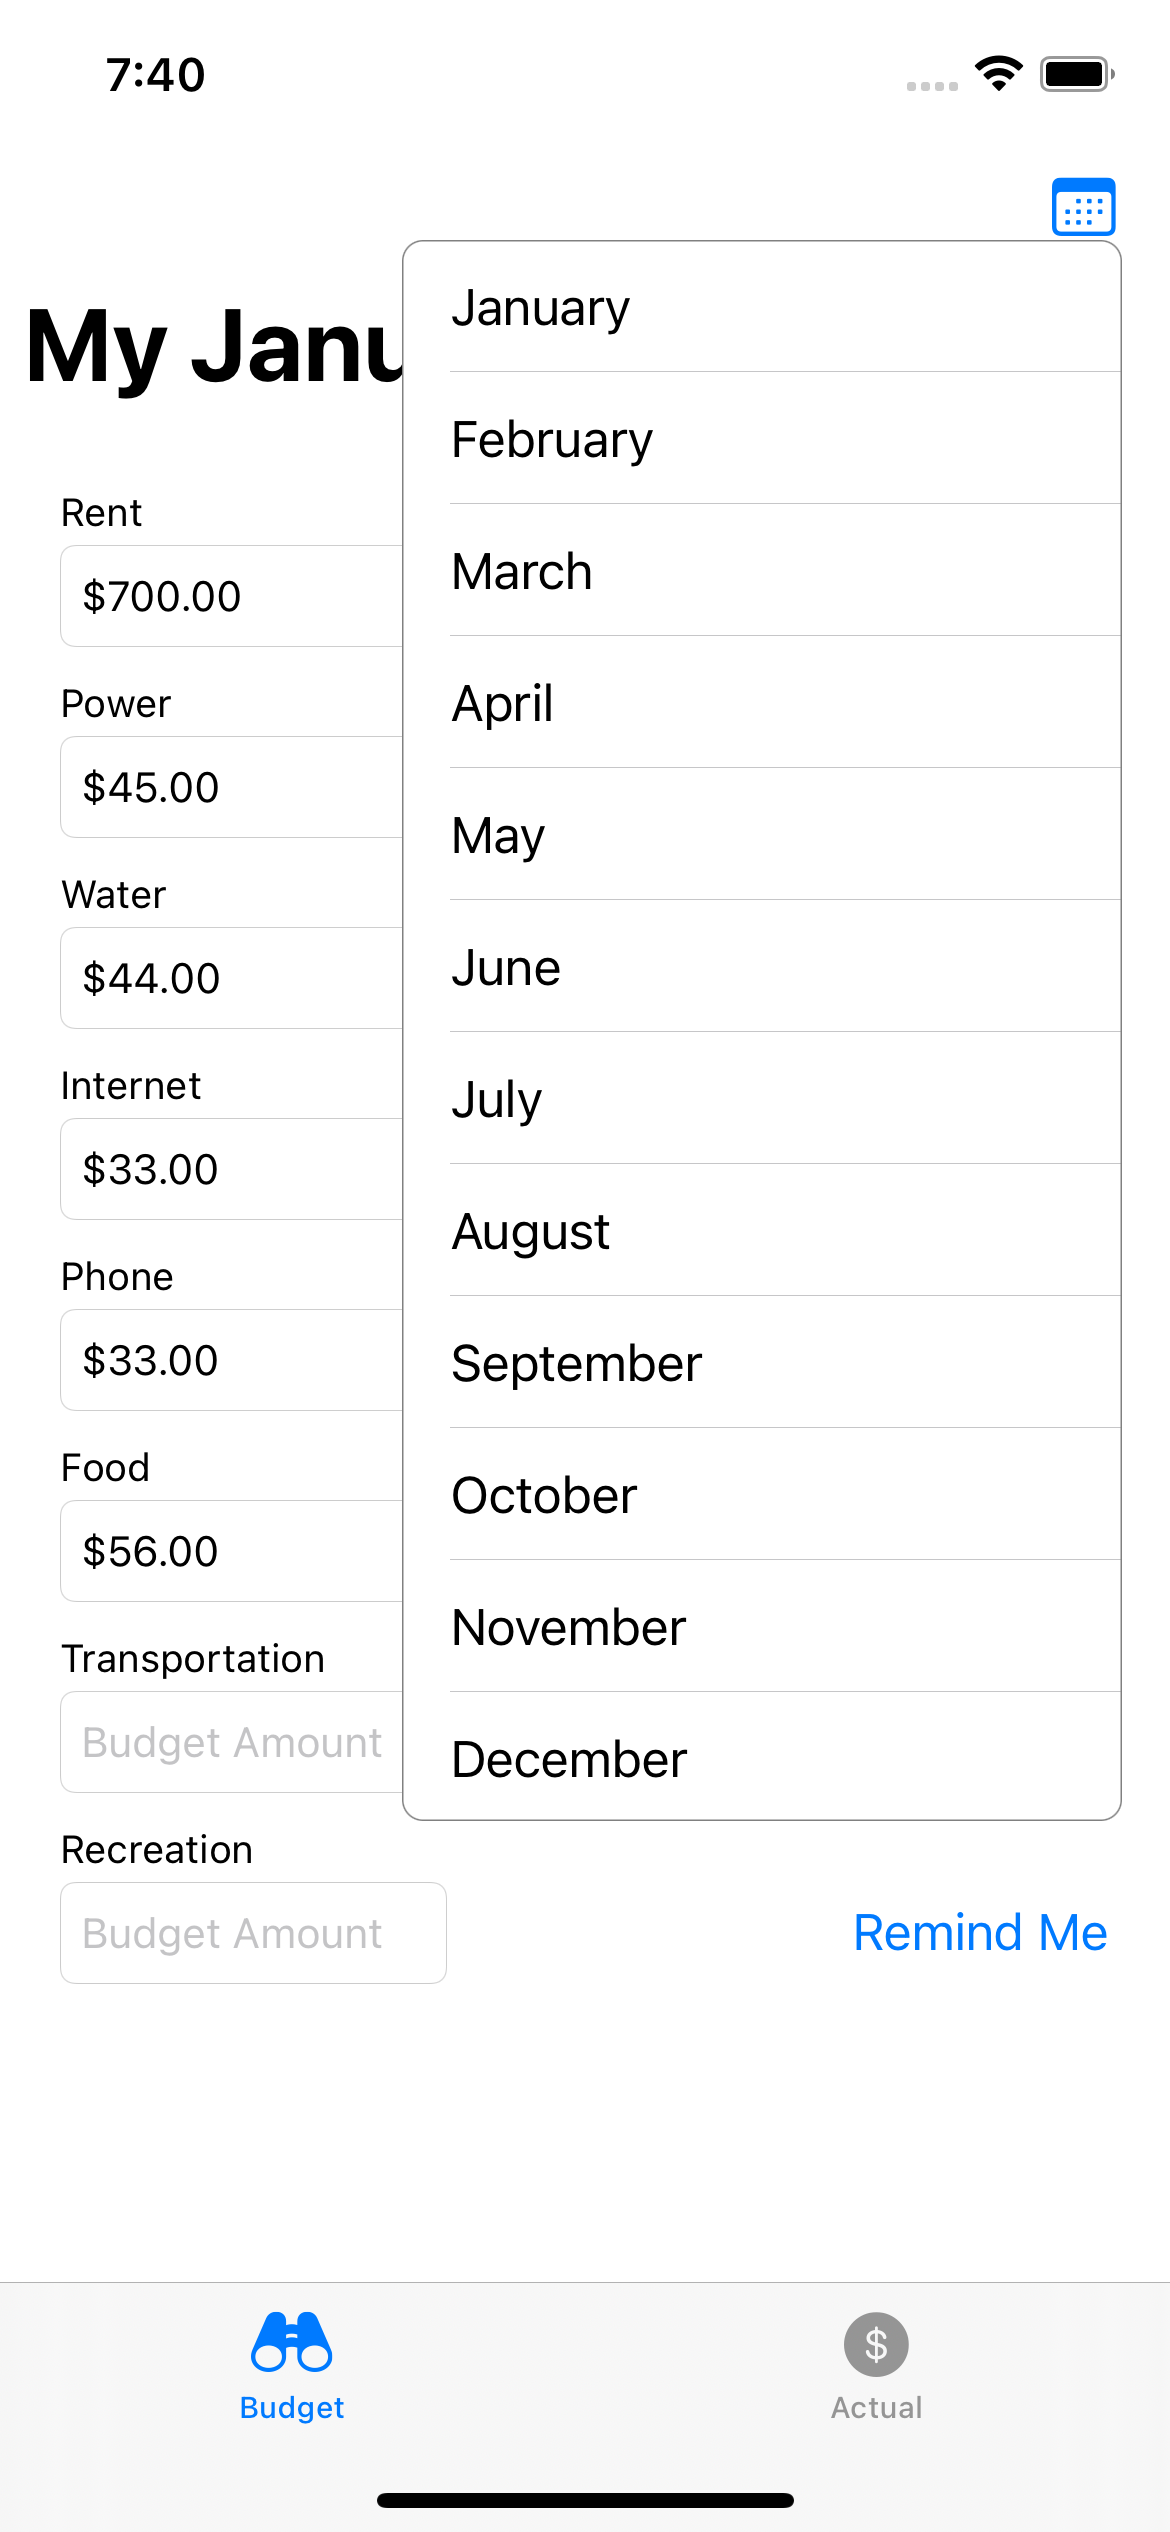 7:40
My Janu
January
February
March
April
May
June
July
August
September
October
November
December
Rent
$700.00
Power
$45.00
Water
$44.00
Internet
$33.00
Phone
$33.00
Food
$56.00
Transportation
Budget Amount
Recreation
Budget Amount
Remind Me
Budget
Actual